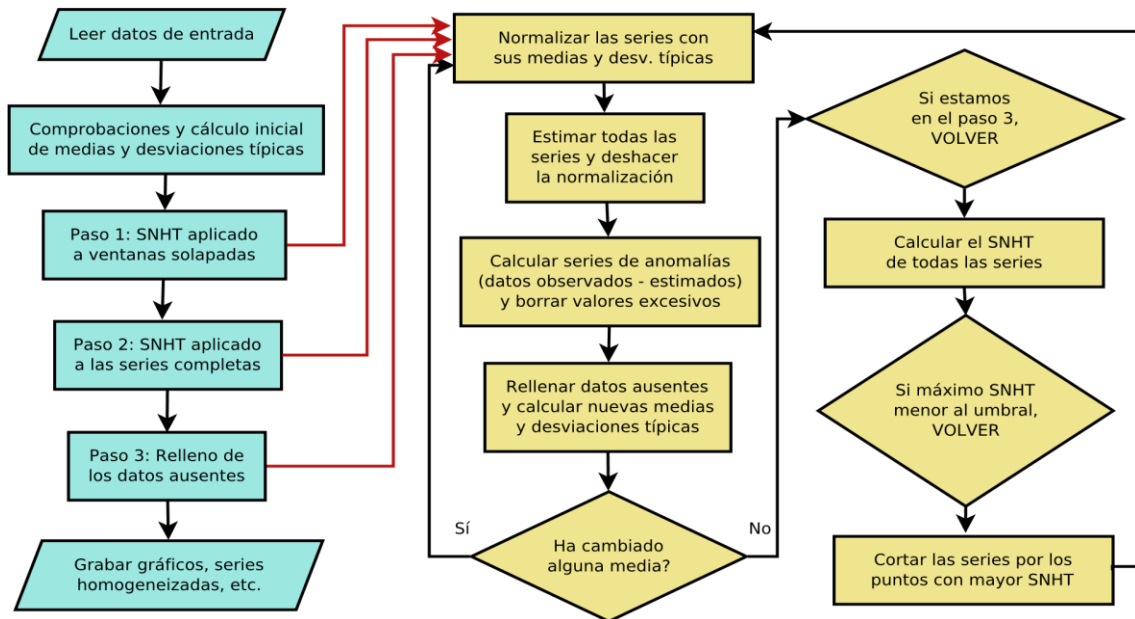 Leer datos de entrada
Comprobaciones y cálculo inicial
de medias y desviaciones típicas
Paso 1: SNHT aplicado
a ventanas solapadas
Paso 2: SNHT aplicado
a las series completas
Paso 3: Relleno de
los datos ausentes
Grabar gráficos, series
homogeneizadas, etc.
Normalizar las series con
sus medias y desv. típicas
Estimar todas las
series y deshacer
la normalización
Calcular series de anomalías
(datos observados - estimados)
y borrar valores excesivos
Rellenar datos ausentes
y calcular nuevas medias
y desviaciones típicas
Sí
No
Ha cambiado
alguna media?
Si estamos
en el paso 3,
VOLVER
Calcular el SNHT
de todas las series
Si máximo SNHT
menor al umbral,
VOLVER
Cortar las series por los
puntos con mayor SNHT